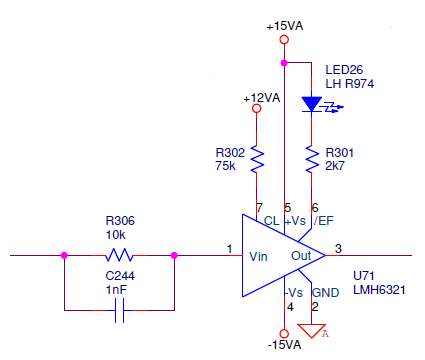 +15VA
LED26
LH R974
+12VA
R302
75k
R301
2k7
7
5
6
CL
+Vs
/EF
R306
10k
1
Vin
Out
3
C244
1nF
U71
LMH6321
-Vs
GND
4
2
A
-15VA